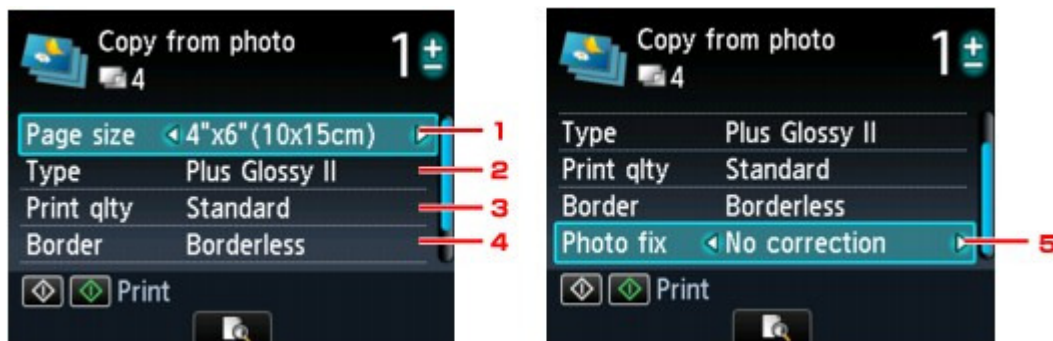 Copy from photo
1
4
Page size 4"x6"(10x15cm) 1
Type Plus Glossy II 2
Print qlty Standard 3
Border Borderless 4
Print
Copy from photo
1
4
Type Plus Glossy II
Print qlty Standard
Border Borderless
Photo fix No correction 5
Print